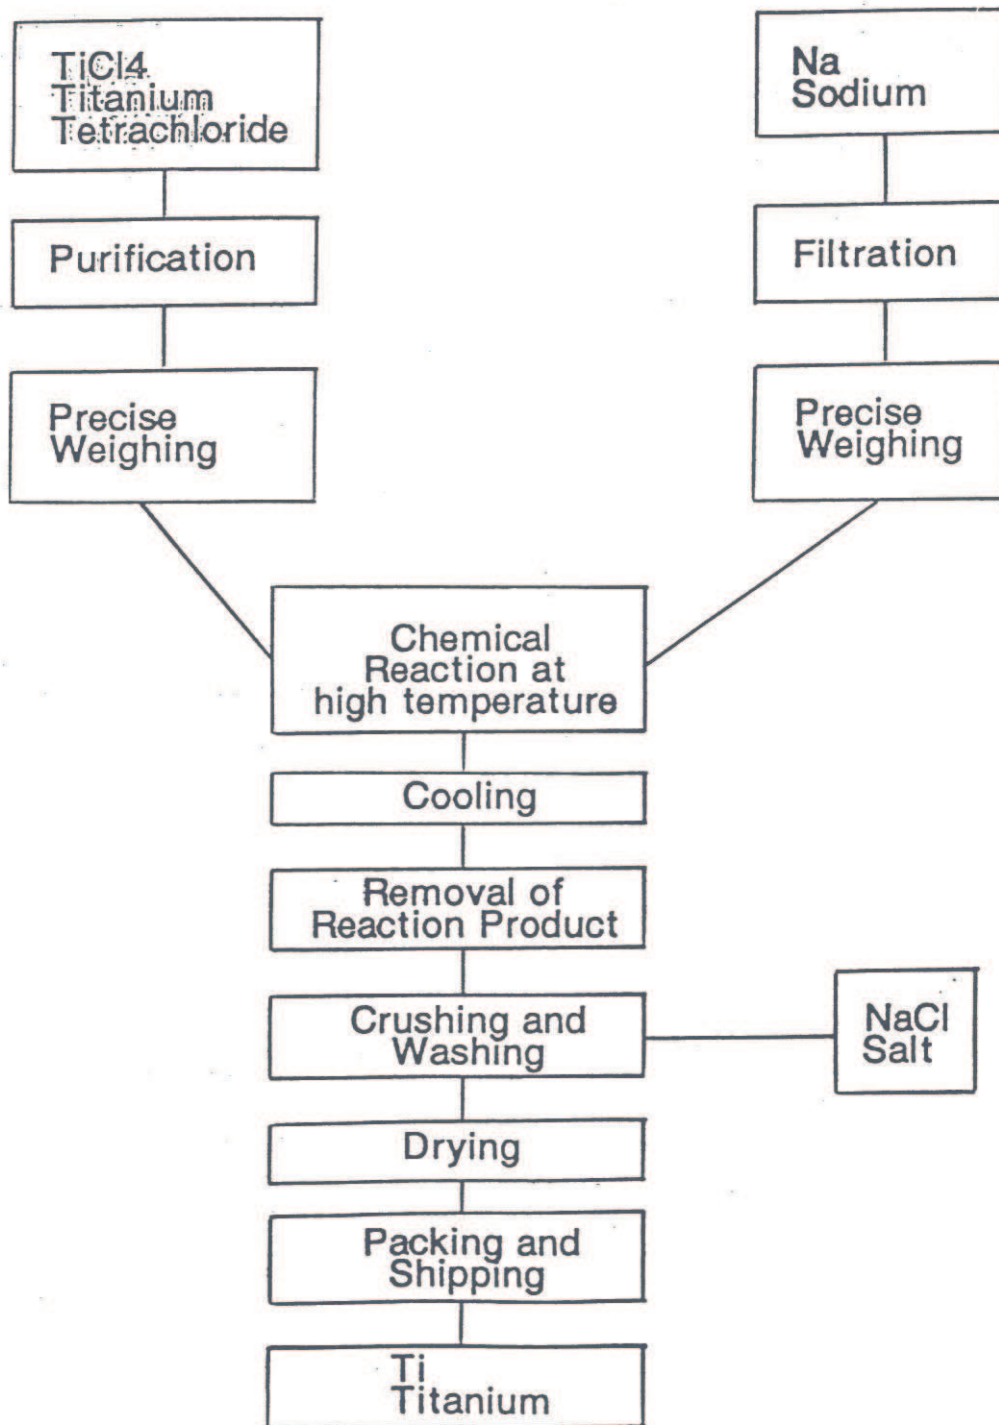 TiCl4
Titanium
Tetrachloride
Purification
Precise
Weighing
Na
Sodium
Filtration
Precise
Weighing
Chemical
Reaction at
high temperature
Cooling
Removal of
Reaction Product
Crushing and
Washing
NaCl
Salt
Drying
Packing and
Shipping
Ti
Titanium